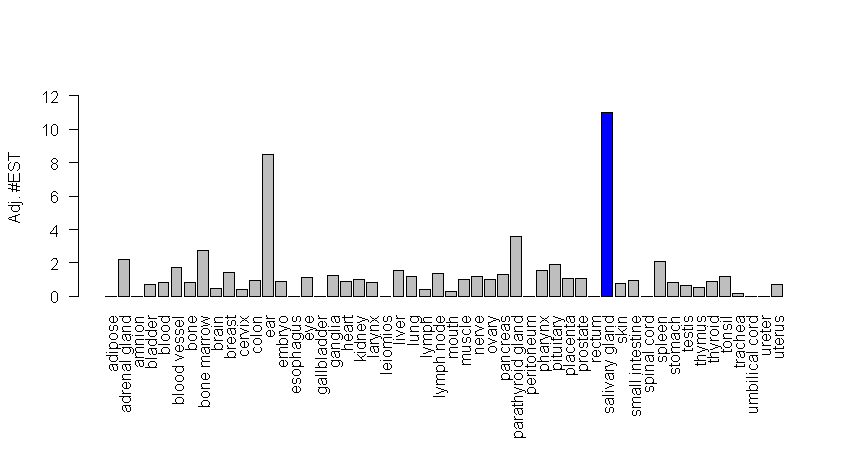 Adj. #EST
12
10
8
6
4
2
0
adipose
adrenal gland
amnion
bladder
blood
blood vessel
bone
bone marrow
brain
breast
cervix
colon
ear
embryo
esophagus
eye
gallbladder
ganglia
heart
kidney
larynx
leiomios
liver
lung
lymph
lymph node
mouth
muscle
nerve
ovary
pancreas
parathyroid gland
peritoneum
pharynx
pituitary
placenta
prostate
rectum
salivary gland
skin
small intestine
spinal cord
spleen
stomach
testis
thymus
thyroid
tonsil
trachea
umbilical cord
ureter
uterus